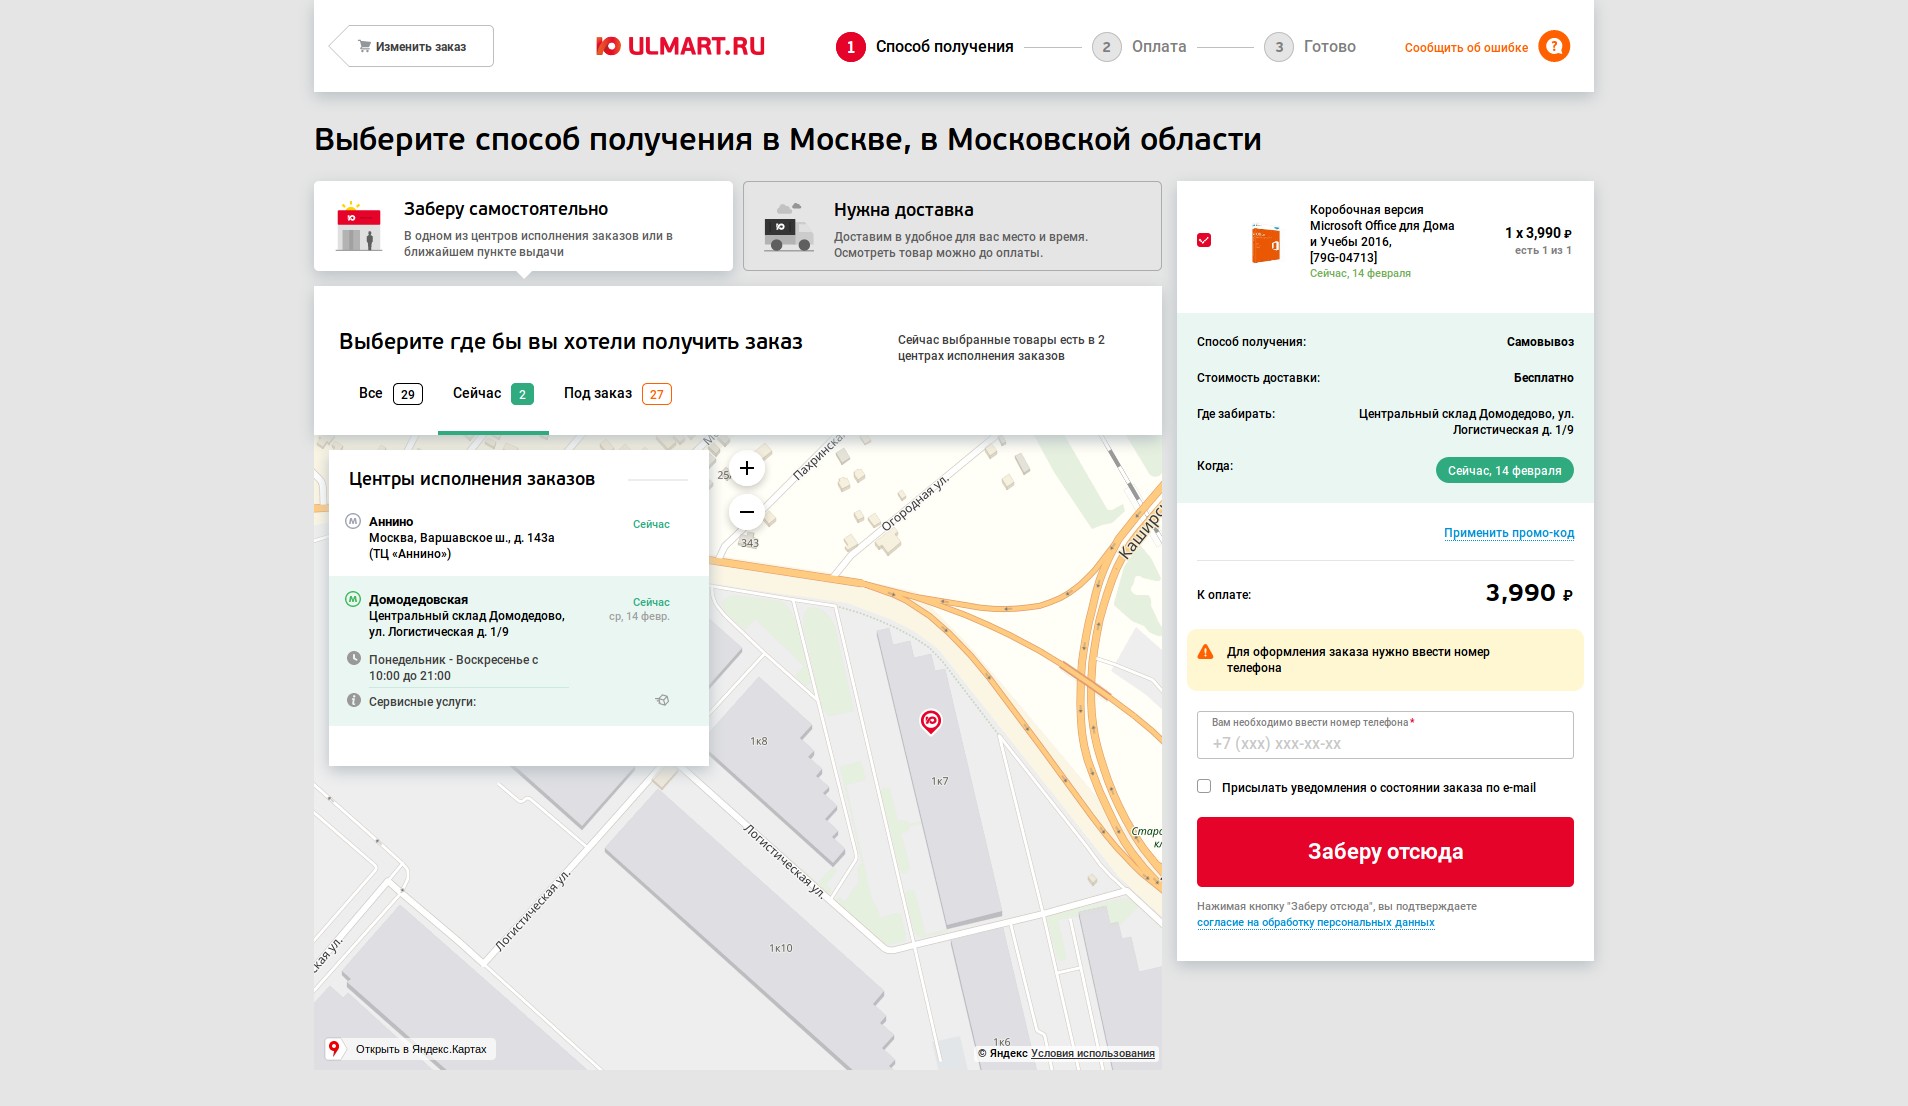 Изменить заказ
ULMART.RU
1 Способ получения
2 Оплата
3 Готово
Сообщить об ошибке ?
Выберите способ получения в Москве, в Московской области
Заберу самостоятельно
В одном из центров исполнения заказов или в
ближайшем пункте выдачи
Нужна доставка
Доставим в удобное для вас место и время.
Осмотреть товар можно до оплаты.
Выберите где бы вы хотели получить заказ
Сейчас выбранные товары есть в 2
центрах исполнения заказов
Все 29
Сейчас 2
Под заказ 27
Центры исполнения заказов
Аннино
Сейчас
Москва, Варшавское ш., д. 143а
(ТЦ «Аннино»)
Домодедовская
Сейчас
Центральный склад Домодедово,
ср, 14 февр.
ул. Логистическая д. 1/9
Понедельник - Воскресенье с
10:00 до 21:00
Сервисные услуги:
+
−
Пахринская
Огородная ул.
343
Каширс
1к8
1к7
Логистическая ул.
Логистическая ул.
1к10
ская ул.
1к6
Старо
кл
Открыть в Яндекс.Картах
© Яндекс Условия использования
Коробочная версия
Microsoft Office для Дома
и Учебы 2016,
[79G-04713]
Сейчас, 14 февраля
1 x 3,990 ₽
есть 1 из 1
Способ получения: Самовывоз
Стоимость доставки: Бесплатно
Где забирать: Центральный склад Домодедово, ул.
Логистическая д. 1/9
Когда: Сейчас, 14 февраля
Применить промо-код
К оплате: 3,990 ₽
Для оформления заказа нужно ввести номер
телефона
Вам необходимо ввести номер телефона *
+7 (xxx) xxx-xx-xx
Присылать уведомления о состоянии заказа по e-mail
Заберу отсюда
Нажимая кнопку "Заберу отсюда", вы подтверждаете
согласие на обработку персональных данных